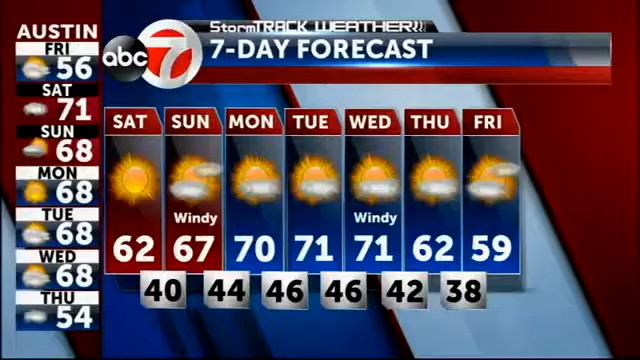 AUSTIN
FRI
56
SAT
71
SUN
68
MON
68
TUE
68
WED
68
THU
54
StormTRACK WEATHER
abc 7
7-DAY FORECAST
SAT SUN MON TUE WED THU FRI
Windy Windy
62 67 70 71 71 62 59
40 44 46 46 42 38